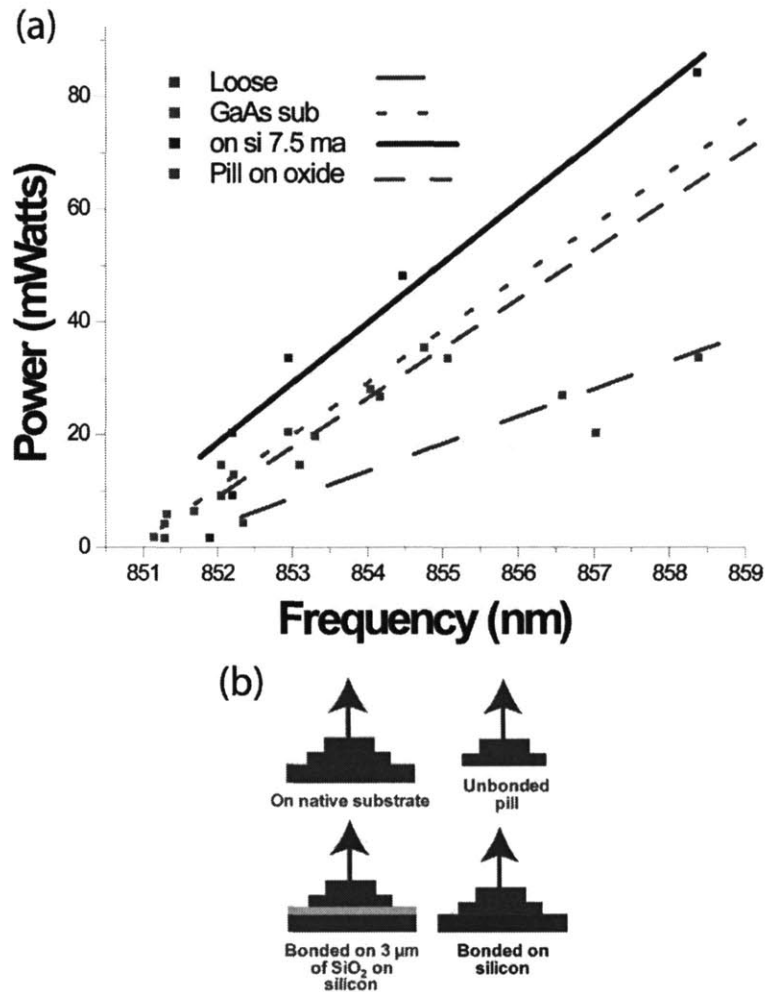 (a)
Loose
GaAs sub
on si 7.5 ma
Pill on oxide
80
60
40
20
0
Power (mWatts)
851 852 853 854 855 856 857 858 859
Frequency (nm)
(b)
On native substrate
Unbonded
pill
Bonded on 3 µm
of SiO₂ on
silicon
Bonded on
silicon